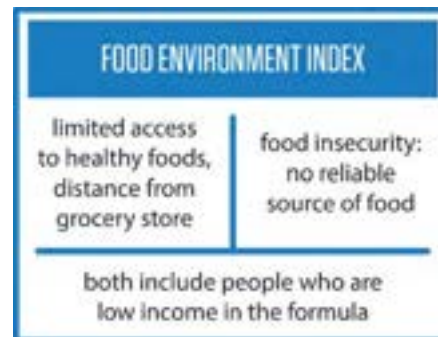 FOOD ENVIRONMENT INDEX
limited access
to healthy foods,
distance from
grocery store
food insecurity:
no reliable
source of food
both include people who are
low income in the formula